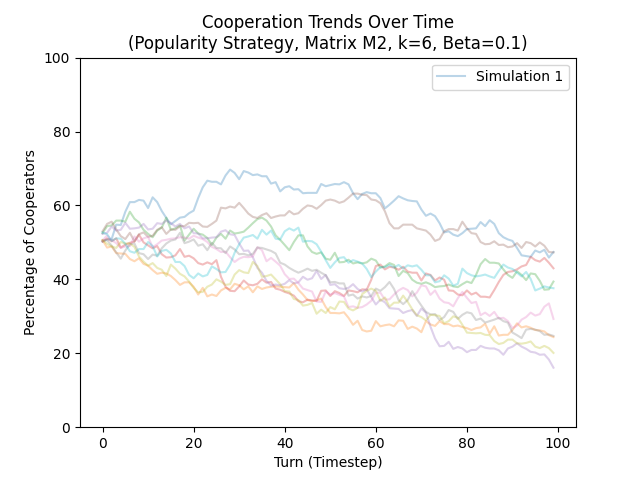 Cooperation Trends Over Time
(Popularity Strategy, Matrix M2, k=6, Beta=0.1)
Simulation 1
Percentage of Cooperators
100
80
60
40
20
0
0 20 40 60 80 100
Turn (Timestep)